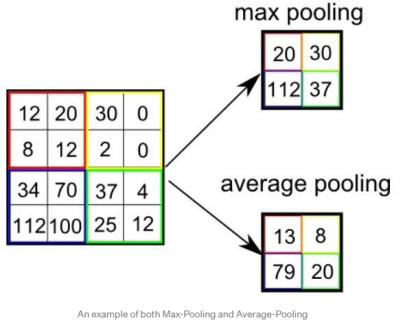 max pooling
20 30
112 37
12 20 30 0
8 12 2 0
34 70 37 4
112 100 25 12
average pooling
13 8
79 20
An example of both Max-Pooling and Average-Pooling